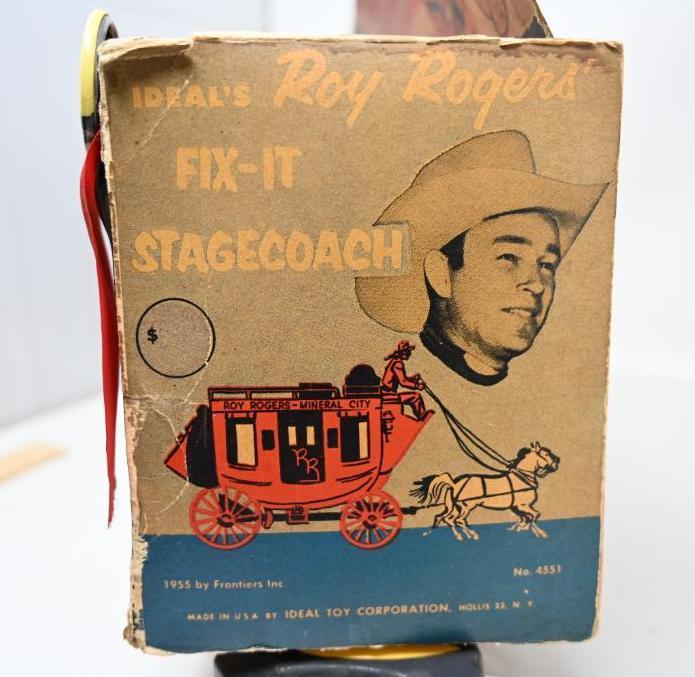 IDEAL'S Roy Rogers'
FIX-IT
STAGECOACH
$
ROY ROGERS - MINERAL CITY
RR
1955 by Frontiers Inc.
No. 4551
MADE IN U.S.A. BY IDEAL TOY CORPORATION, HOLLIS 23, N. Y.